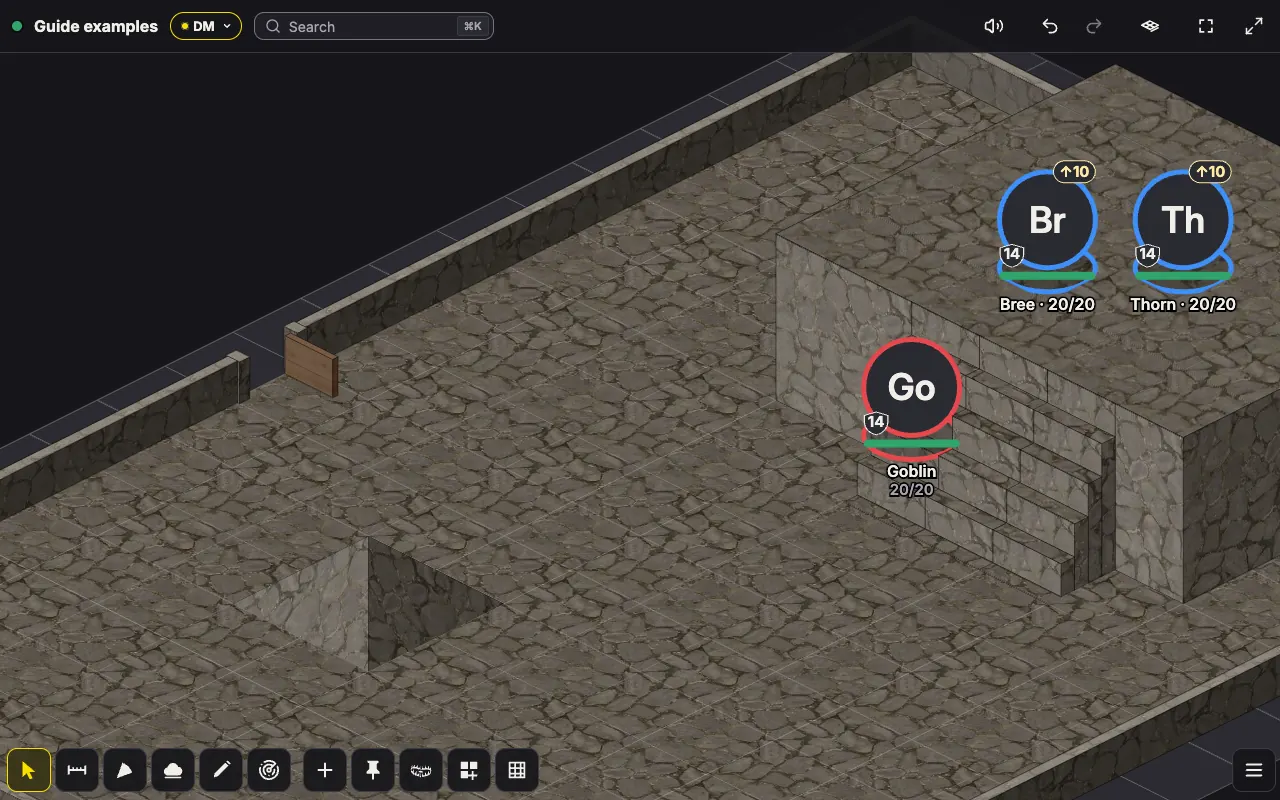 Guide examples
DM
Search
⌘K
↑10
↑10
Br
Th
14
14
Bree · 20/20
Thorn · 20/20
Go
14
Goblin
20/20